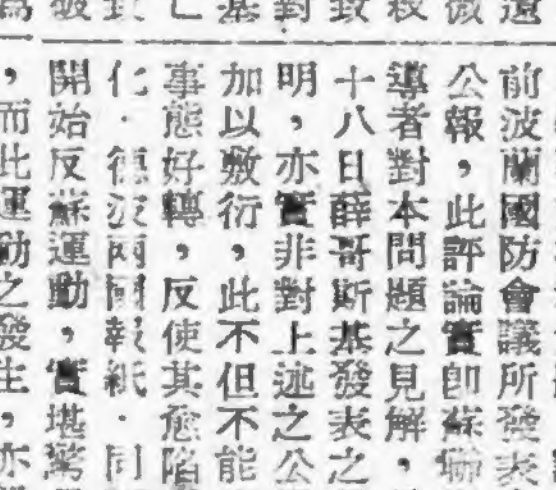 前波蘭國防會議所發表
公報，此評論實卽蘇聯
導者對本問題之見解，
十八日薛哥斯基發表之
明，亦實非對上述之公
加以敷衍，此不但不能
事態好轉，反使其愈陷
化．德波兩國報紙．同
開始反蘇運動，實堪驚
，而此運動之發生，亦